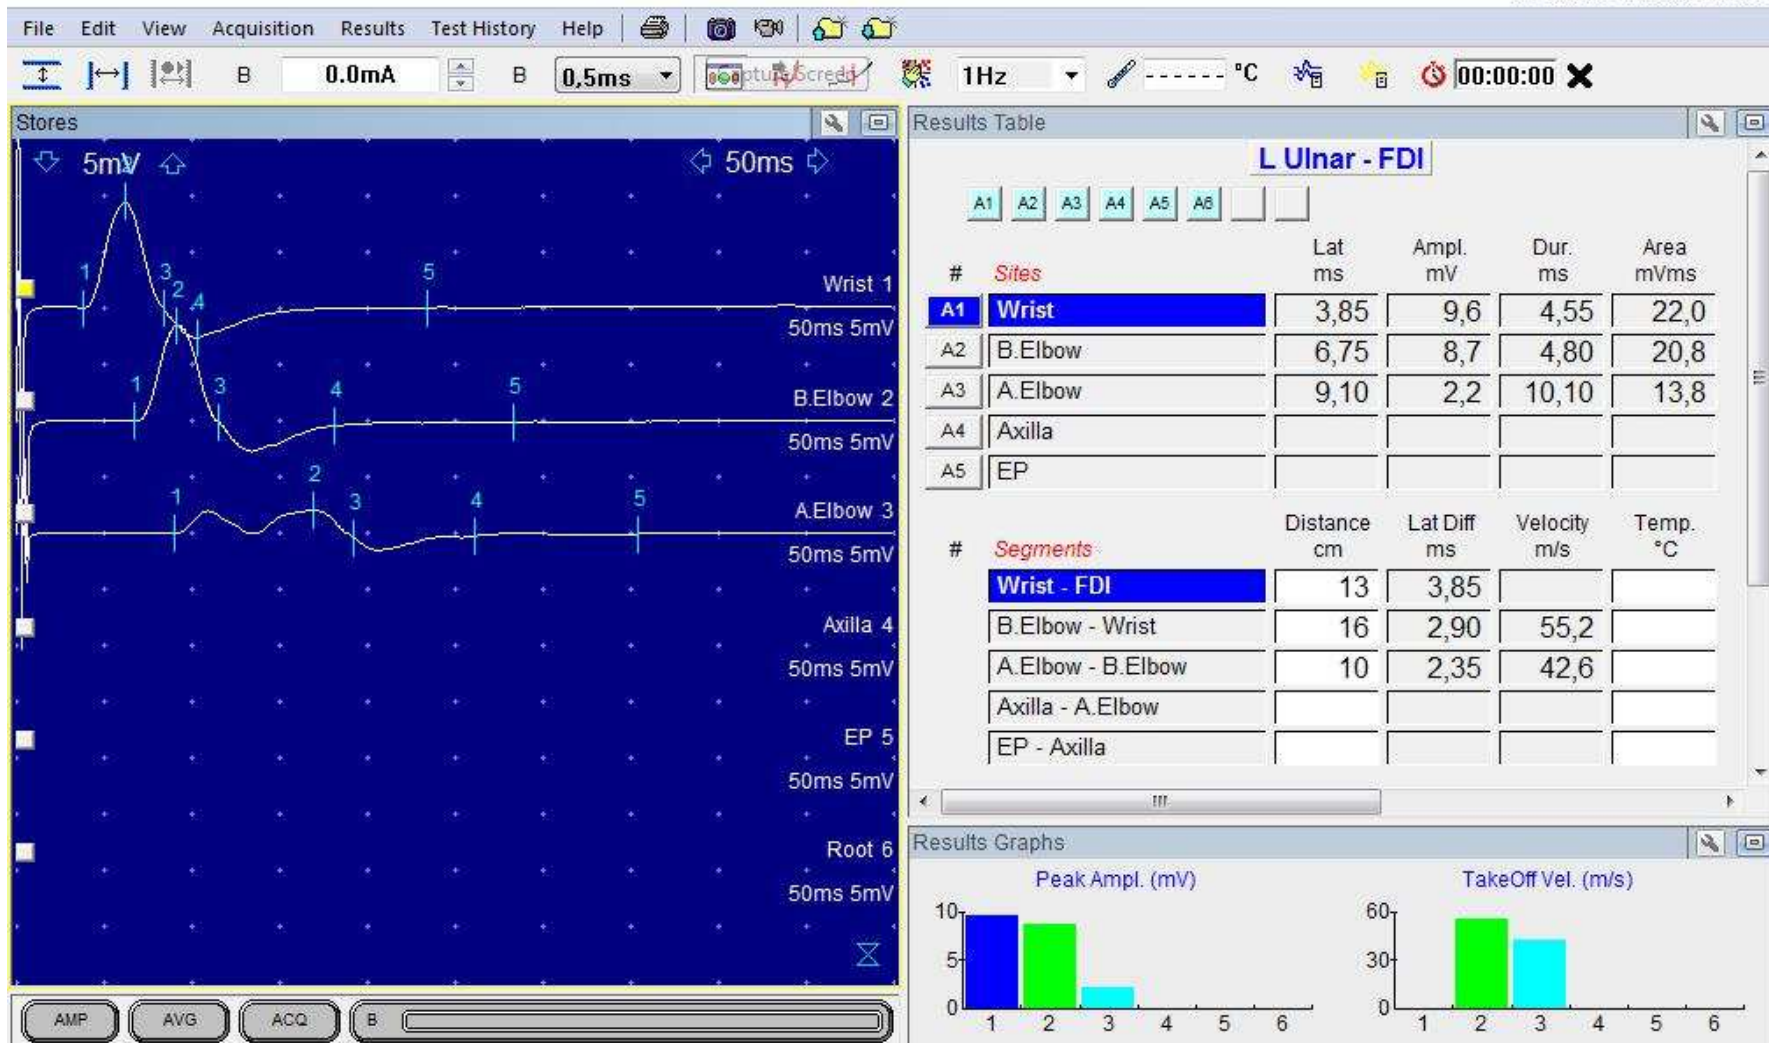 File Edit View Acquisition Results Test History Help
B 0.0mA B 0,5ms 1Hz ------ °C 00:00:00
Stores
5mV 50ms
2
1 3 5 Wrist 1
2 4
50ms 5mV
1 3 4 5 B.Elbow 2
50ms 5mV
2
1 3 4 5 A.Elbow 3
50ms 5mV
Axilla 4
50ms 5mV
EP 5
50ms 5mV
Root 6
50ms 5mV
AMP AVG ACQ B
Results Table
L Ulnar - FDI
A1 A2 A3 A4 A5 A6
Lat Ampl. Dur. Area
# Sites ms mV ms mVms
A1 Wrist 3,85 9,6 4,55 22,0
A2 B.Elbow 6,75 8,7 4,80 20,8
A3 A.Elbow 9,10 2,2 10,10 13,8
A4 Axilla
A5 EP
Distance Lat Diff Velocity Temp.
# Segments cm ms m/s °C
Wrist - FDI 13 3,85
B.Elbow - Wrist 16 2,90 55,2
A.Elbow - B.Elbow 10 2,35 42,6
Axilla - A.Elbow
EP - Axilla
Results Graphs
Peak Ampl. (mV) TakeOff Vel. (m/s)
10 60
5 30
0 0
1 2 3 4 5 6 1 2 3 4 5 6